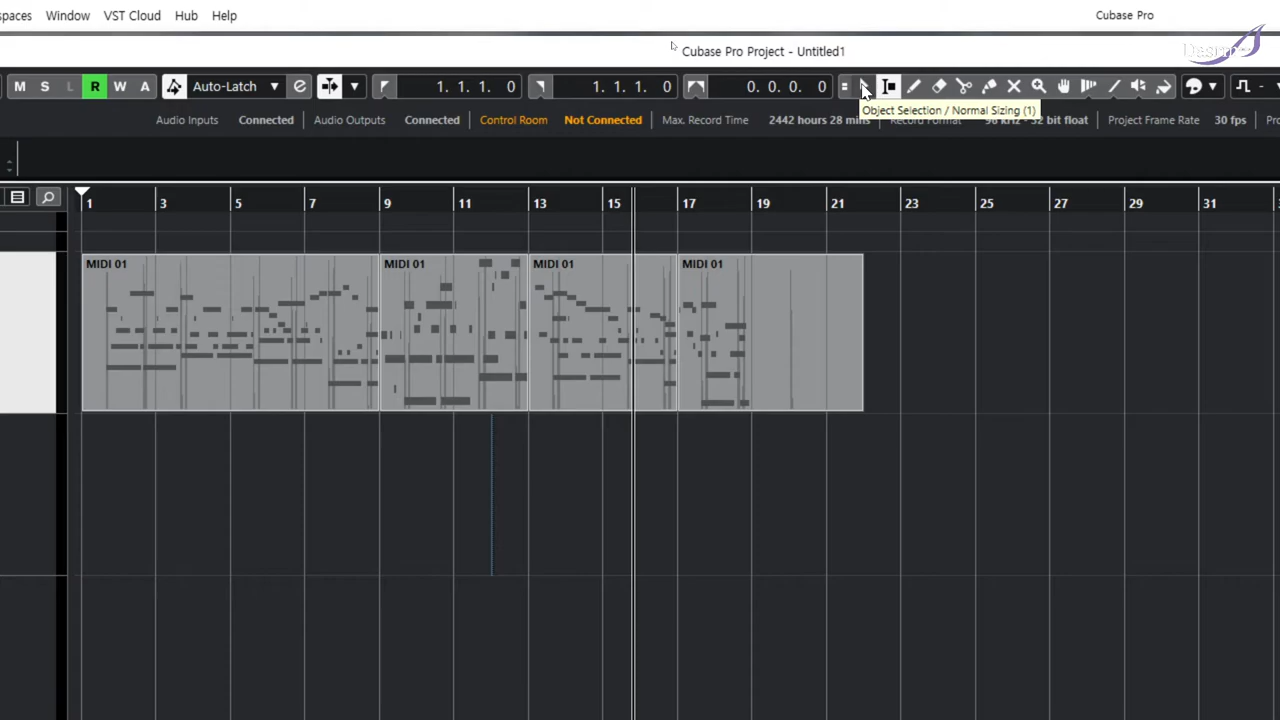 spaces Window VST Cloud Hub Help Cubase Pro
Cubase Pro Project - Untitled1
M S L R W A Auto-Latch 1. 1. 1. 0 1. 1. 1. 0 0. 0. 0. 0
Object Selection / Normal Sizing (1)
Audio Inputs Connected Audio Outputs Connected Control Room Not Connected Max. Record Time 2442 hours 28 mins Record Format 96 kHz - 32 bit float Project Frame Rate 30 fps
1 3 5 7 9 11 13 15 17 19 21 23 25 27 29 31
MIDI 01 MIDI 01 MIDI 01 MIDI 01